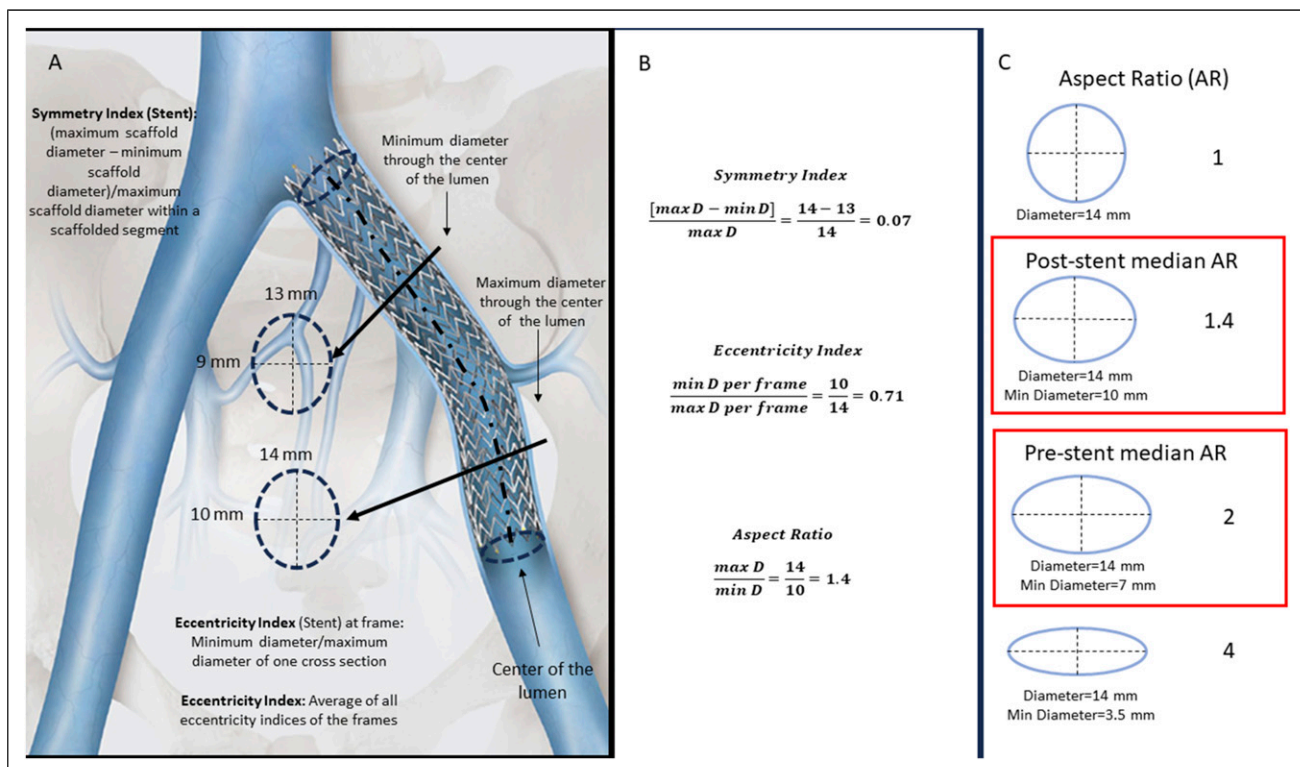 A
Symmetry Index (Stent):
(maximum scaffold
diameter – minimum
scaffold
diameter)/maximum
scaffold diameter within a
scaffolded segment
Minimum diameter
through the center
of the lumen
Maximum diameter
through the center
of the lumen
13 mm
9 mm
14 mm
10 mm
Eccentricity Index (Stent) at frame:
Minimum diameter/maximum
diameter of one cross section
Eccentricity Index: Average of all
eccentricity indices of the frames
Center of the
lumen
B
Symmetry Index
[max D − min D] / max D = 14 − 13 / 14 = 0.07
Eccentricity Index
min D per frame / max D per frame = 10 / 14 = 0.71
Aspect Ratio
max D / min D = 14 / 10 = 1.4
C
Aspect Ratio (AR)
1
Diameter=14 mm
Post-stent median AR
1.4
Diameter=14 mm
Min Diameter=10 mm
Pre-stent median AR
2
Diameter=14 mm
Min Diameter=7 mm
4
Diameter=14 mm
Min Diameter=3.5 mm